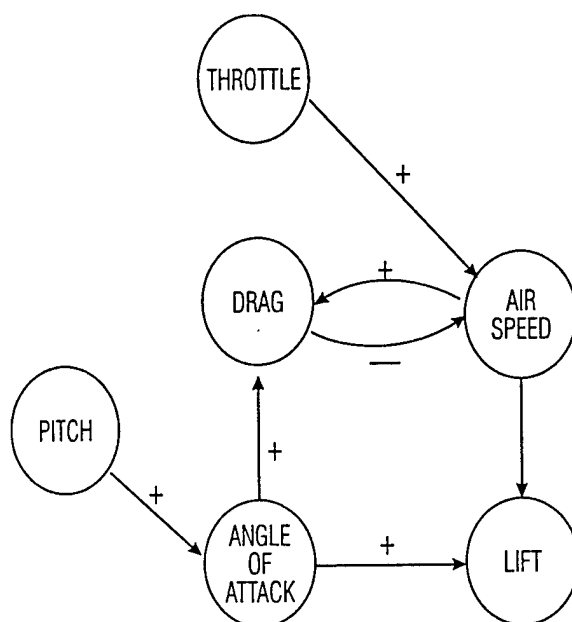 THROTTLE
+
+
DRAG
AIR
SPEED
—
PITCH
+
+
ANGLE
OF
ATTACK
+
LIFT